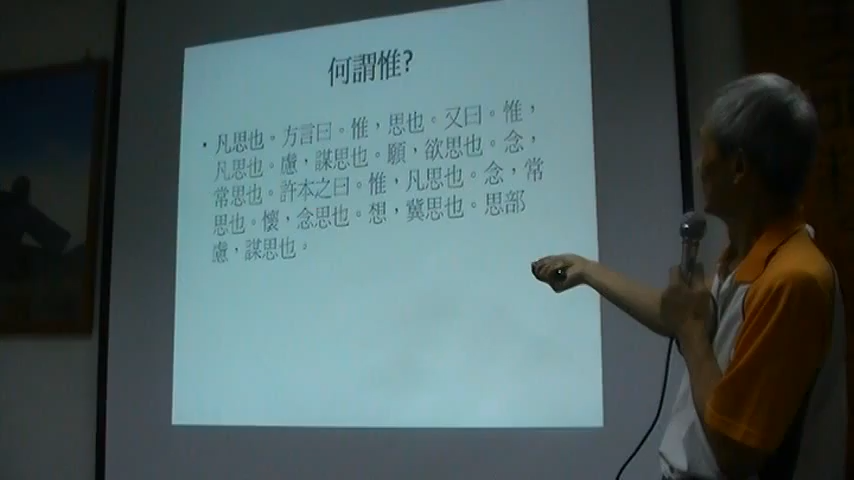 何謂惟?
• 凡思也。方言曰。惟，思也。又曰。惟，
凡思也。慮，謀思也。願，欲思也。念，
常思也。許本之曰。惟，凡思也。念，常
思也。懷，念思也。想，冀思也。思部
慮，謀思也。